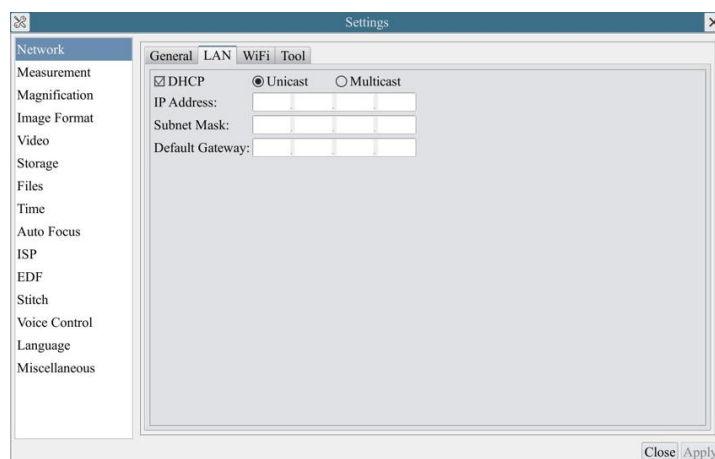 Settings
Network
Measurement
Magnification
Image Format
Video
Storage
Files
Time
Auto Focus
ISP
EDF
Stitch
Voice Control
Language
Miscellaneous
General LAN WiFi Tool
DHCP Unicast Multicast
IP Address:
Subnet Mask:
Default Gateway:
Close Apply